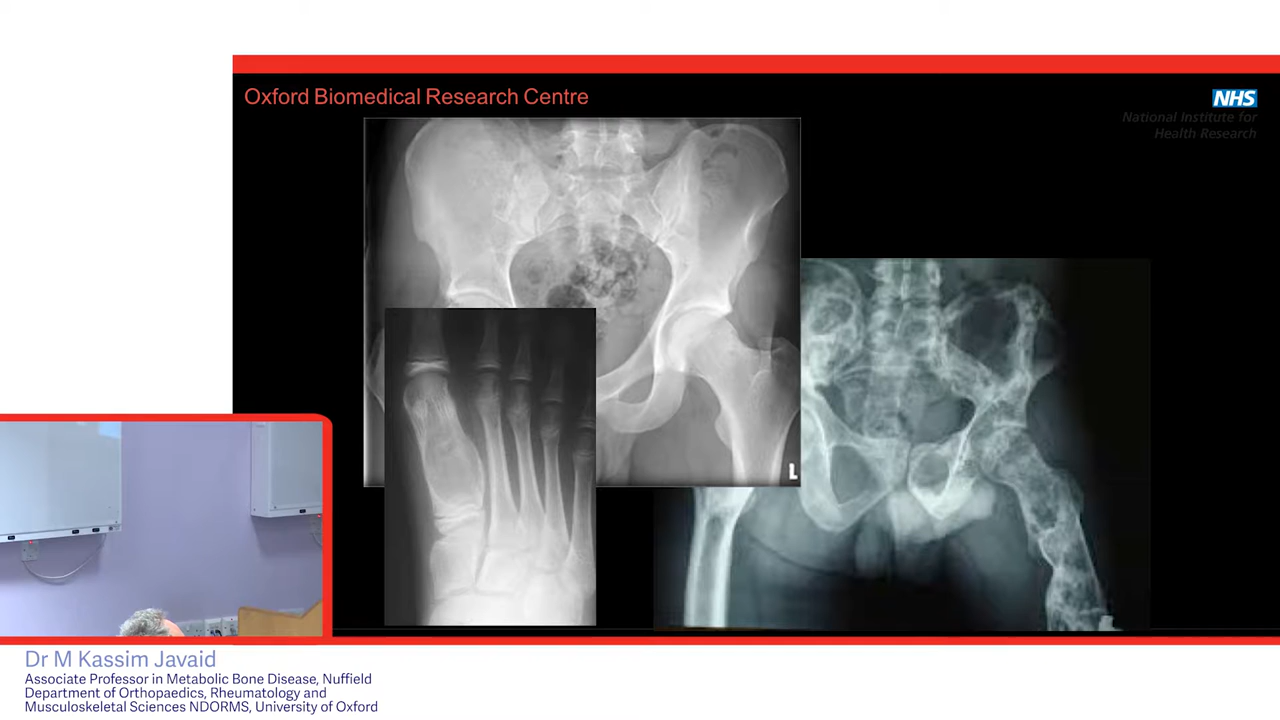 Oxford Biomedical Research Centre
NHS
National Institute for
Health Research
L
Dr M Kassim Javaid
Associate Professor in Metabolic Bone Disease, Nuffield
Department of Orthopaedics, Rheumatology and
Musculoskeletal Sciences NDORMS, University of Oxford